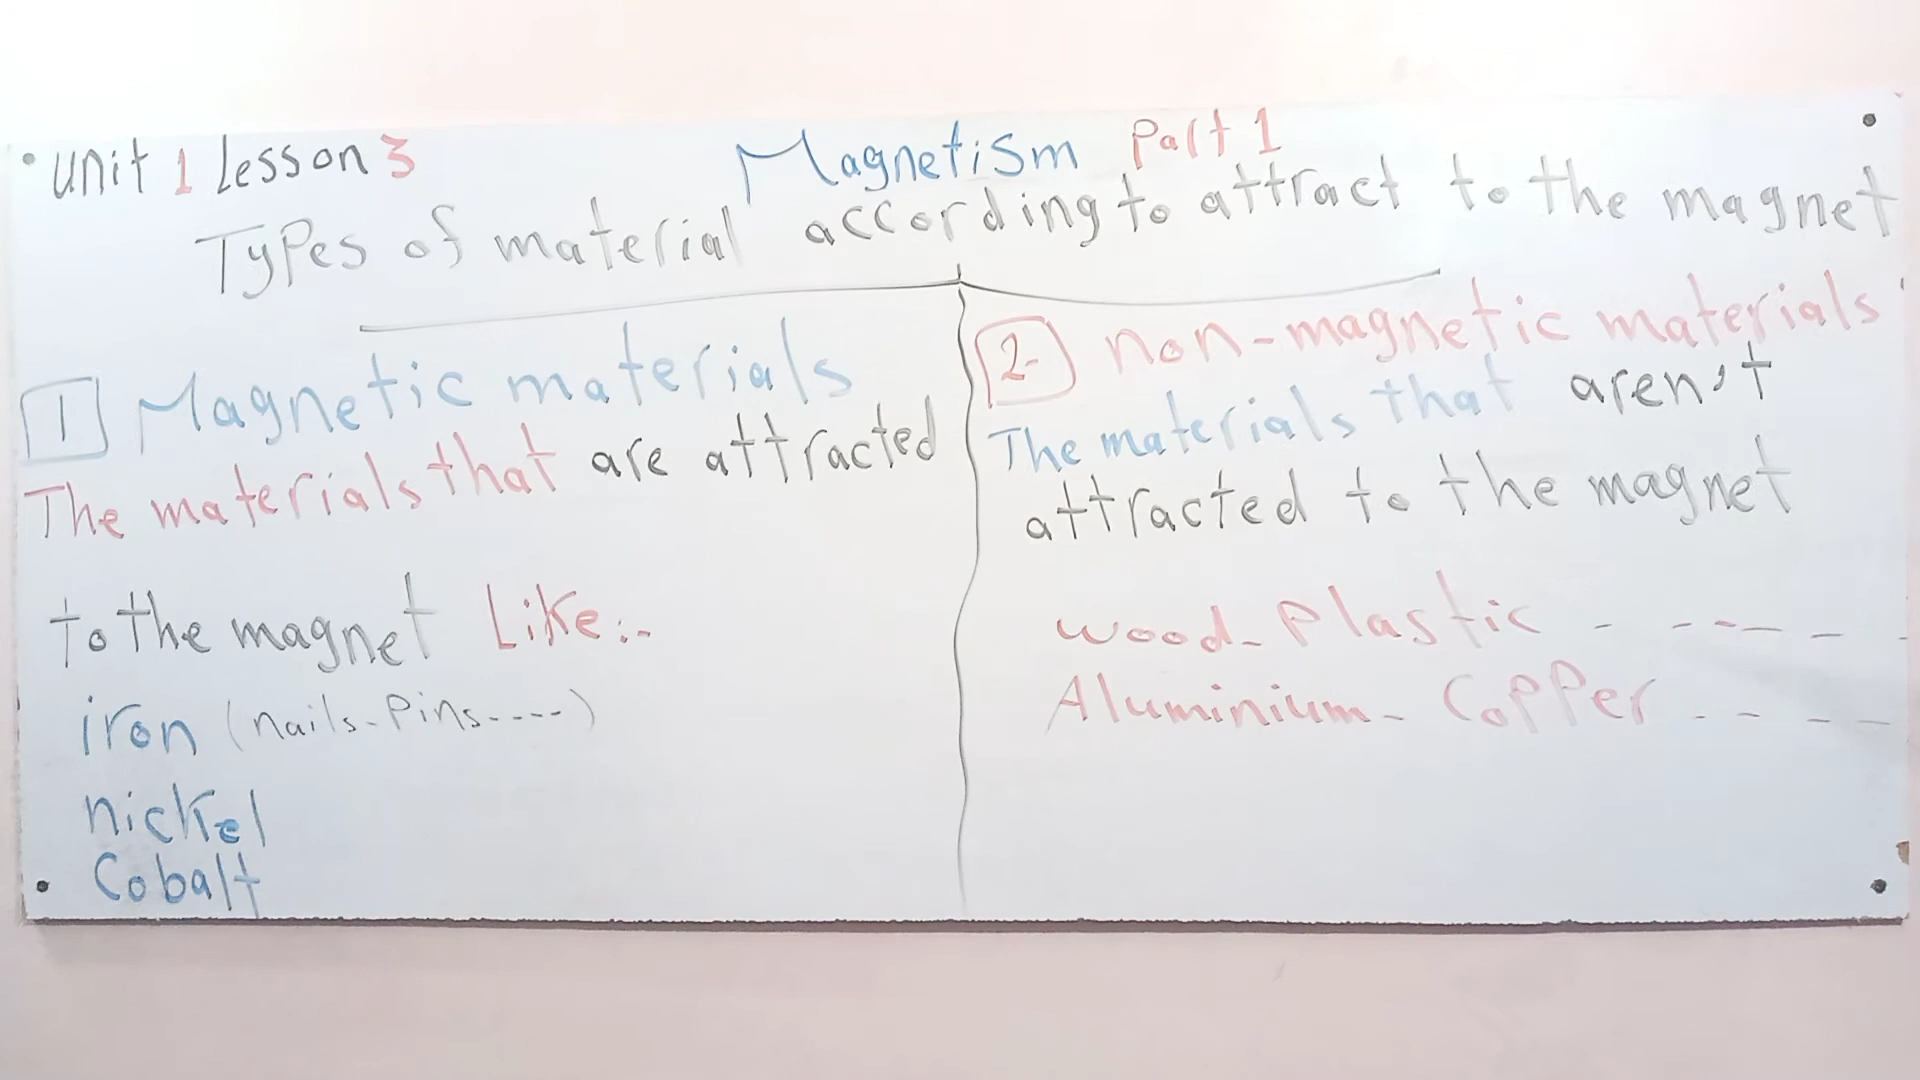 Unit 1 Lesson 3
Magnetism Part 1
Types of material according to attract to the magnet
1 Magnetic materials
The materials that are attracted
to the magnet Like:-
iron (nails-Pins----)
nickel
Cobalt
2- non-magnetic materials
The materials that aren't
attracted to the magnet
wood-Plastic - ---- -
Aluminium- Copper ----